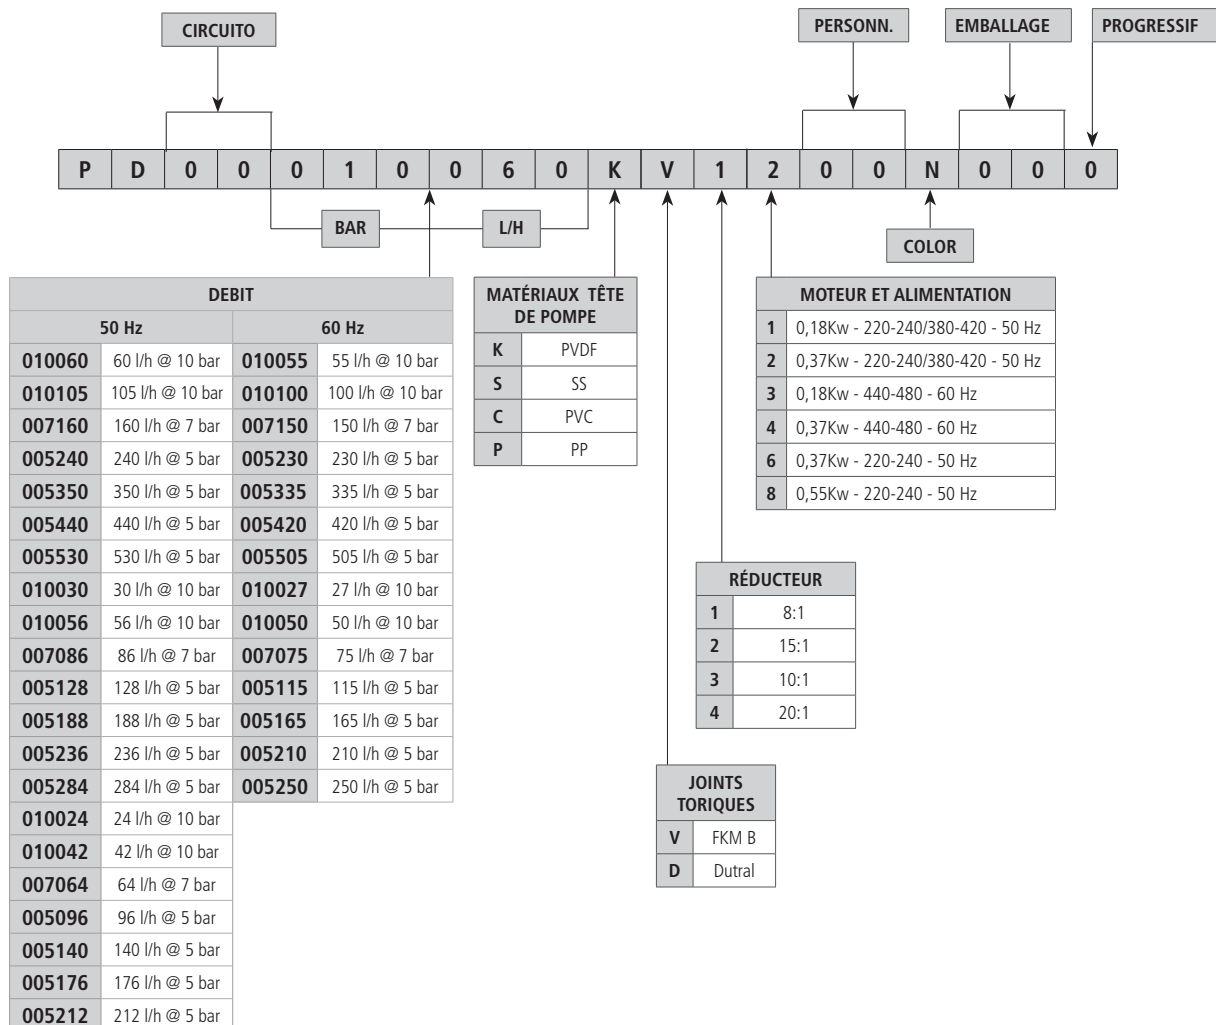 CIRCUITO PERSONN. EMBALLAGE PROGRESSIF
P D 0 0 0 1 0 0 6 0 K V 1 2 0 0 N 0 0 0
BAR L/H
COLOR
DEBIT
50 Hz 60 Hz
010060 60 l/h @ 10 bar 010055 55 l/h @ 10 bar
010105 105 l/h @ 10 bar 010100 100 l/h @ 10 bar
007160 160 l/h @ 7 bar 007150 150 l/h @ 7 bar
005240 240 l/h @ 5 bar 005230 230 l/h @ 5 bar
005350 350 l/h @ 5 bar 005335 335 l/h @ 5 bar
005440 440 l/h @ 5 bar 005420 420 l/h @ 5 bar
005530 530 l/h @ 5 bar 005505 505 l/h @ 5 bar
010030 30 l/h @ 10 bar 010027 27 l/h @ 10 bar
010056 56 l/h @ 10 bar 010050 50 l/h @ 10 bar
007086 86 l/h @ 7 bar 007075 75 l/h @ 7 bar
005128 128 l/h @ 5 bar 005115 115 l/h @ 5 bar
005188 188 l/h @ 5 bar 005165 165 l/h @ 5 bar
005236 236 l/h @ 5 bar 005210 210 l/h @ 5 bar
005284 284 l/h @ 5 bar 005250 250 l/h @ 5 bar
010024 24 l/h @ 10 bar
010042 42 l/h @ 10 bar
007064 64 l/h @ 7 bar
005096 96 l/h @ 5 bar
005140 140 l/h @ 5 bar
005176 176 l/h @ 5 bar
005212 212 l/h @ 5 bar
MATÉRIAUX TÊTE
DE POMPE
K PVDF
S SS
C PVC
P PP
MOTEUR ET ALIMENTATION
1 0,18Kw - 220-240/380-420 - 50 Hz
2 0,37Kw - 220-240/380-420 - 50 Hz
3 0,18Kw - 440-480 - 60 Hz
4 0,37Kw - 440-480 - 60 Hz
6 0,37Kw - 220-240 - 50 Hz
8 0,55Kw - 220-240 - 50 Hz
RÉDUCTEUR
1 8:1
2 15:1
3 10:1
4 20:1
JOINTS
TORIQUES
V FKM B
D Dutral